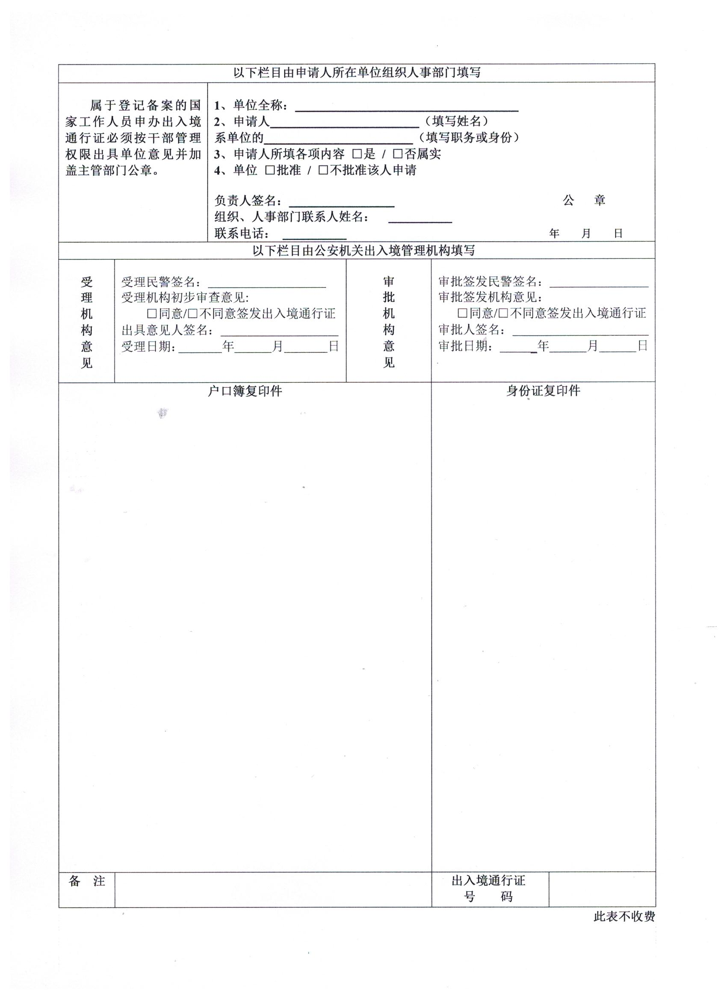 以下栏目由申请人所在单位组织人事部门填写
属于登记备案的国
家工作人员申办出入境
通行证必须按干部管理
权限出具单位意见并加
盖主管部门公章。
1、单位全称：
2、申请人（填写姓名）
系单位的（填写职务或身份）
3、申请人所填各项内容 □是 / □否属实
4、单位 □批准 / □不批准该人申请
负责人签名： 公 章
组织、人事部门联系人姓名：
联系电话： 年 月 日
以下栏目由公安机关出入境管理机构填写
受理机构意见
受理民警签名：
受理机构初步审查意见:
□同意/□不同意签发出入境通行证
出具意见人签名：
受理日期: 年 月 日
审批机构意见
审批签发民警签名：
审批签发机构意见：
□同意/□不同意签发出入境通行证
审批人签名：
审批日期： 年 月 日
户口簿复印件
身份证复印件
备 注
出入境通行证
号 码
此表不收费